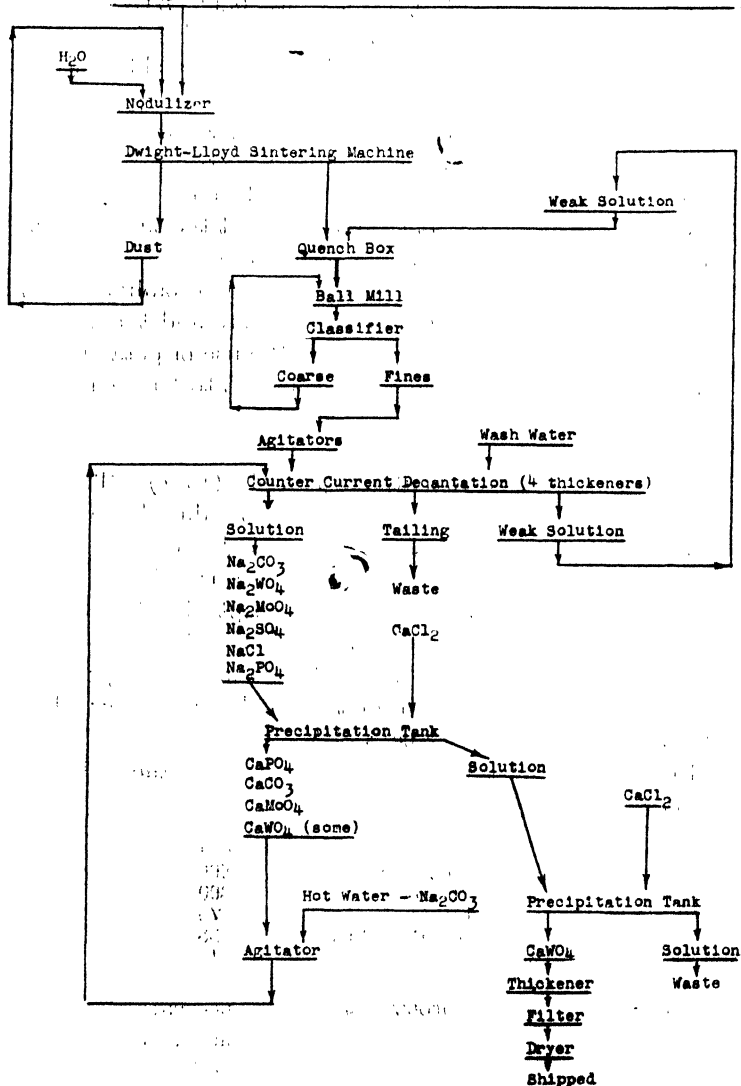 H2O
Nodulizer
Dwight-Lloyd Sintering Machine
Weak Solution
Dust
Quench Box
Ball Mill
Classifier
Coarse
Fines
Agitators
Wash Water
Counter Current Decantation (4 thickeners)
Solution
Tailing
Weak Solution
Na2CO3
Na2WO4
Na2MoO4
Na2SO4
NaCl
Na2PO4
Waste
CaCl2
Precipitation Tank
CaPO4
CaCO3
CaMoO4
CaWO4 (some)
Solution
CaCl2
Hot Water - Na2CO3
Precipitation Tank
Agitator
CaWO4
Solution
Thickener
Waste
Filter
Dryer
Shipped